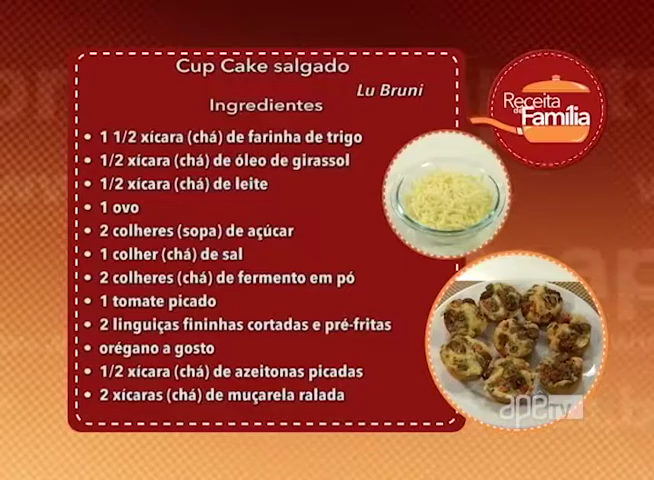 Cup Cake salgado
Lu Bruni
Ingredientes
• 1 1/2 xícara (chá) de farinha de trigo
• 1/2 xícara (chá) de óleo de girassol
• 1/2 xícara (chá) de leite
• 1 ovo
• 2 colheres (sopa) de açúcar
• 1 colher (chá) de sal
• 2 colheres (chá) de fermento em pó
• 1 tomate picado
• 2 linguiças fininhas cortadas e pré-fritas
• orégano a gosto
• 1/2 xícara (chá) de azeitonas picadas
• 2 xícaras (chá) de muçarela ralada
Receita
de Família
apeTV